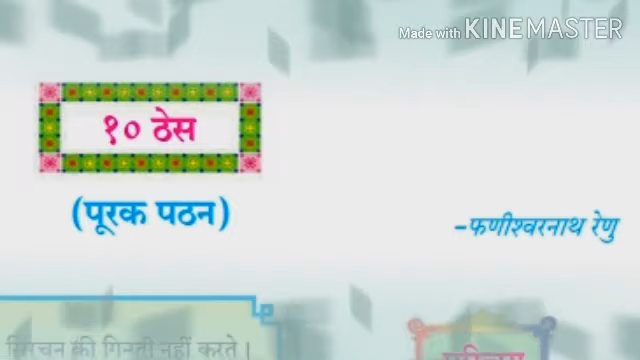 Made with KINEMASTER
१० ठेस
(पूरक पठन)
-फणीश्वरनाथ रेणु
सिरचन की गिनती नहीं करते।